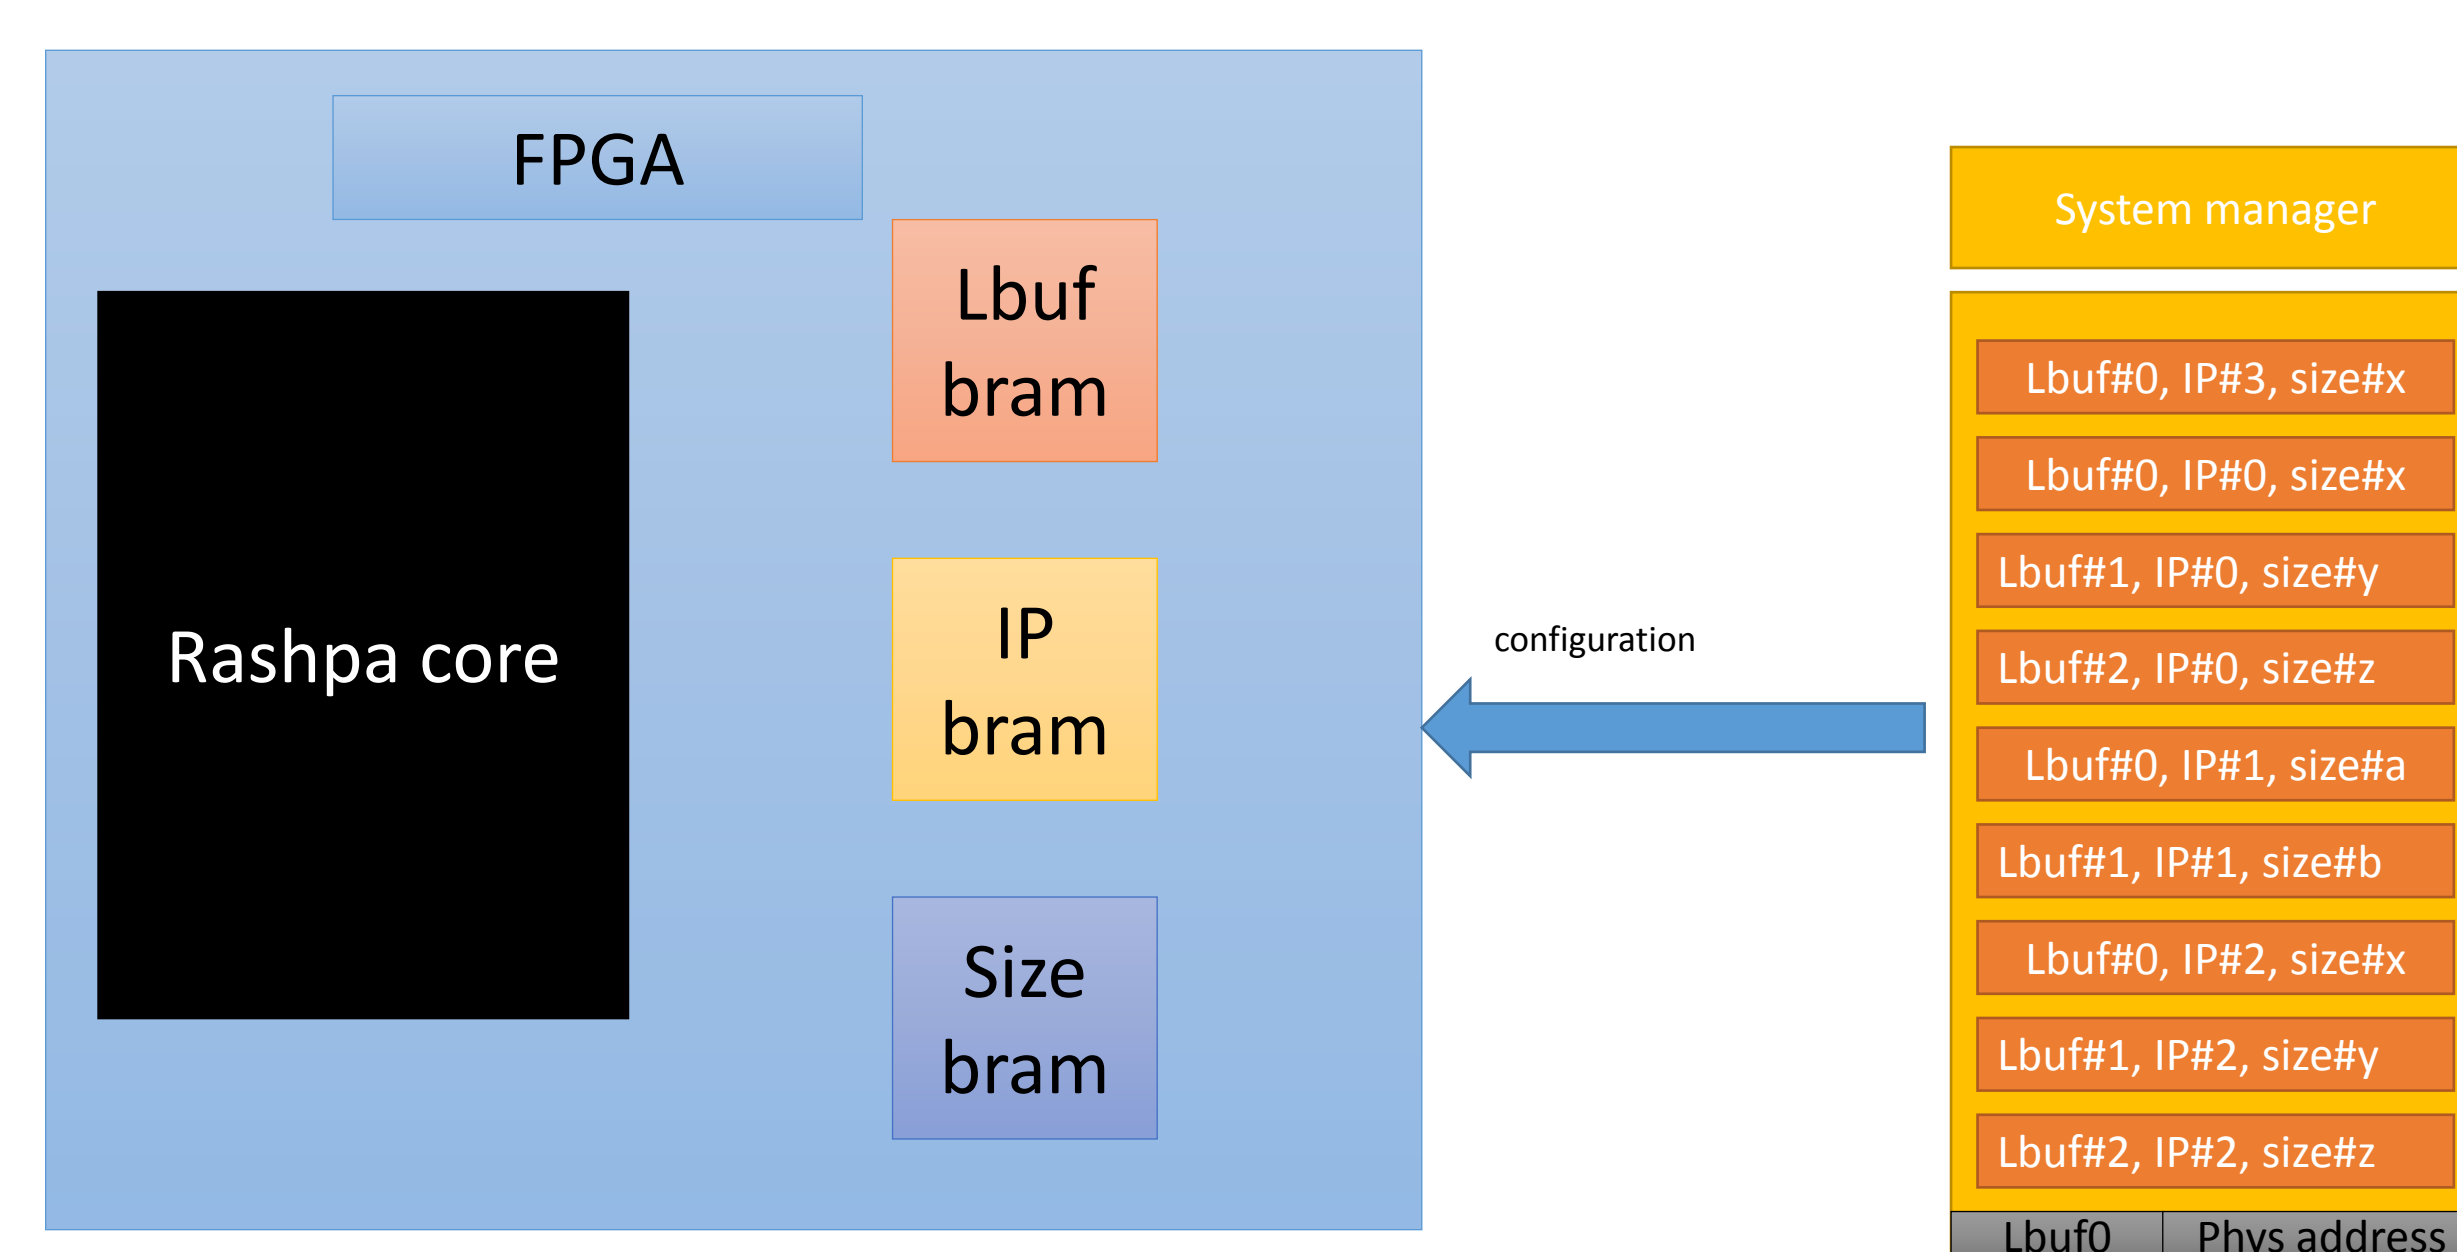 FPGA
Lbuf
bram
Rashpa core
IP
bram
Size
bram
configuration
System manager
Lbuf#0, IP#3, size#x
Lbuf#0, IP#0, size#x
Lbuf#1, IP#0, size#y
Lbuf#2, IP#0, size#z
Lbuf#0, IP#1, size#a
Lbuf#1, IP#1, size#b
Lbuf#0, IP#2, size#x
Lbuf#1, IP#2, size#y
Lbuf#2, IP#2, size#z
Lbuf0 Phys address